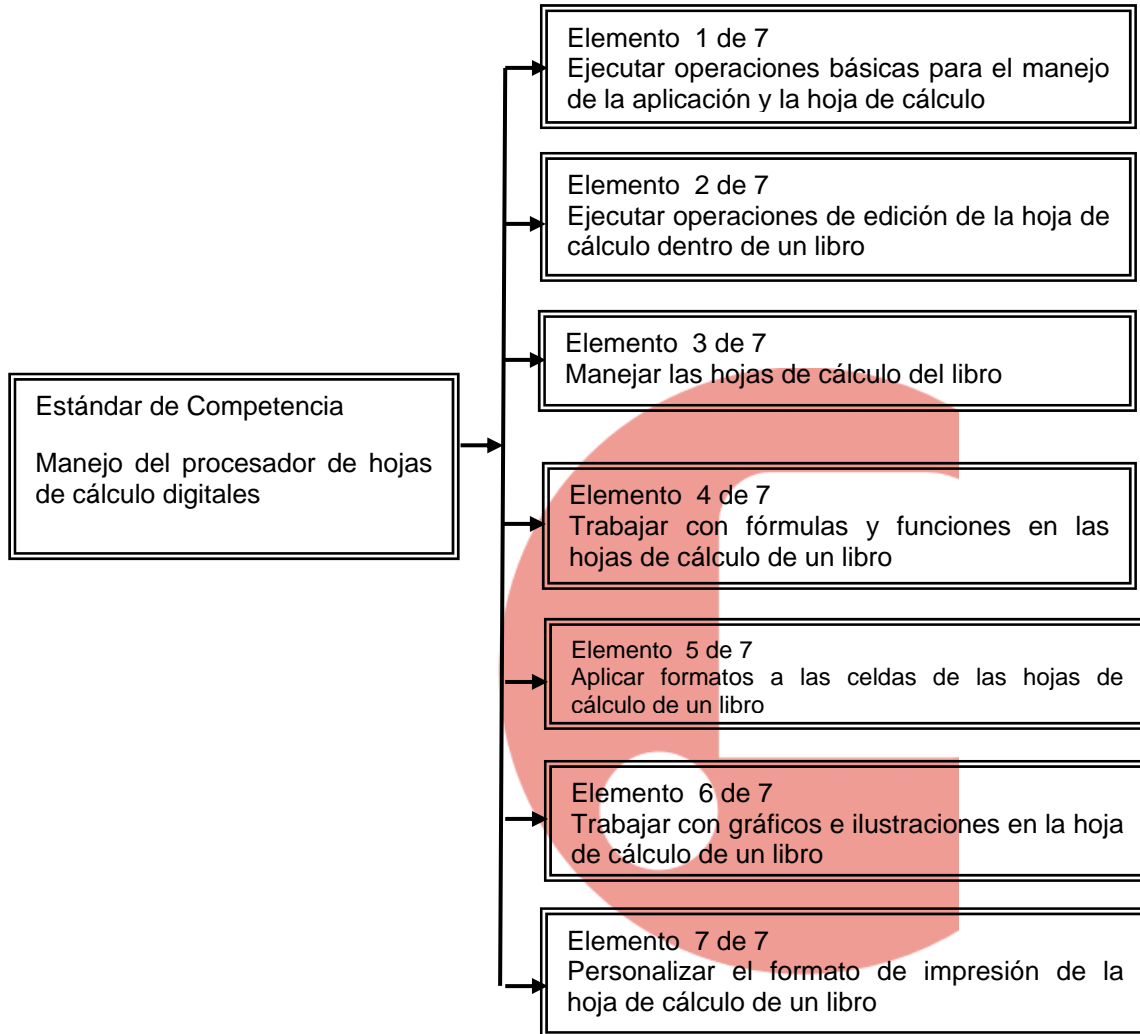 Elemento 1 de 7
Ejecutar operaciones básicas para el manejo
de la aplicación y la hoja de cálculo
Elemento 2 de 7
Ejecutar operaciones de edición de la hoja de
cálculo dentro de un libro
Elemento 3 de 7
Manejar las hojas de cálculo del libro
Estándar de Competencia
Manejo del procesador de hojas
de cálculo digitales
Elemento 4 de 7
Trabajar con fórmulas y funciones en las
hojas de cálculo de un libro
Elemento 5 de 7
Aplicar formatos a las celdas de las hojas de
cálculo de un libro
Elemento 6 de 7
Trabajar con gráficos e ilustraciones en la hoja
de cálculo de un libro
Elemento 7 de 7
Personalizar el formato de impresión de la
hoja de cálculo de un libro